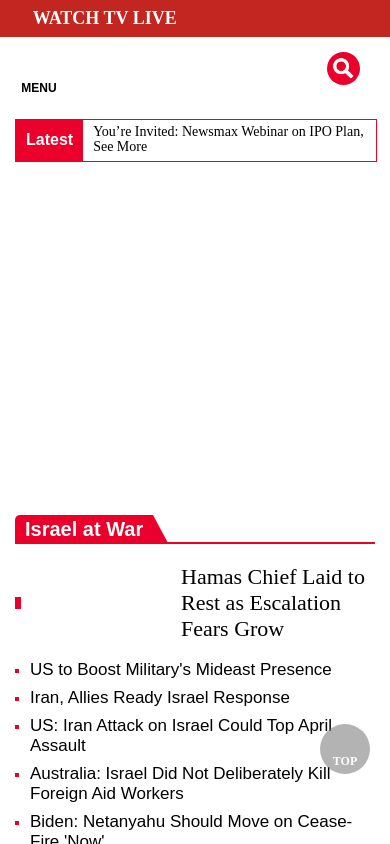 WATCH TV LIVE
MENU
Latest
You’re Invited: Newsmax Webinar on IPO Plan,
See More
Israel at War
Hamas Chief Laid to
Rest as Escalation
Fears Grow
US to Boost Military's Mideast Presence
Iran, Allies Ready Israel Response
US: Iran Attack on Israel Could Top April
Assault
TOP
Australia: Israel Did Not Deliberately Kill
Foreign Aid Workers
Biden: Netanyahu Should Move on Cease-
Fire 'Now'